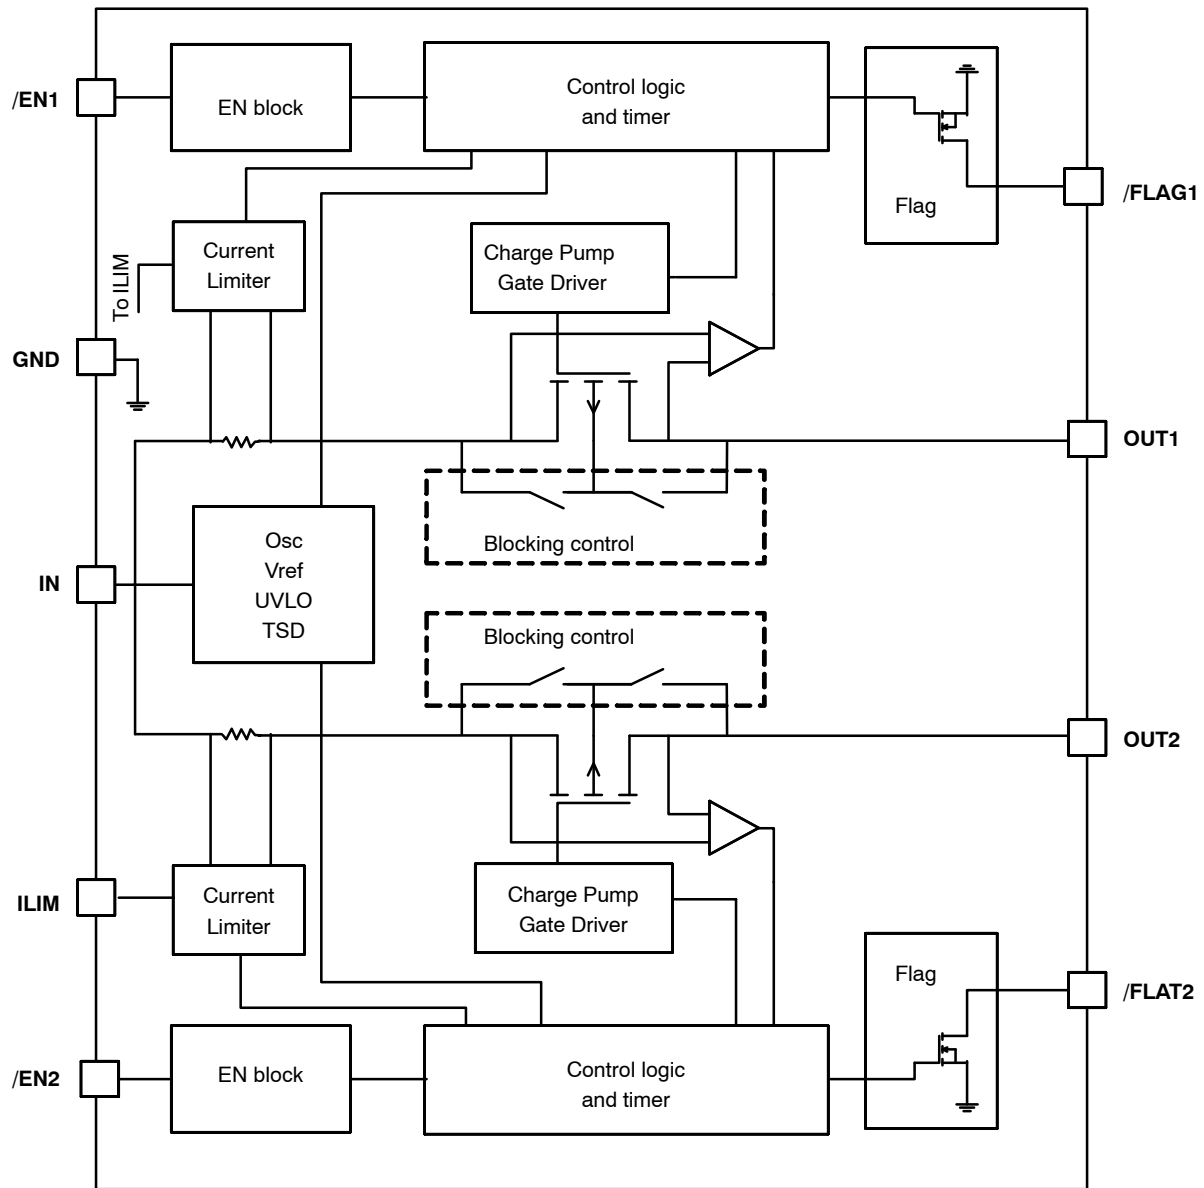 /EN1
EN block
Control logic
and timer
Flag
/FLAG1
Current
Limiter
To ILIM
Charge Pump
Gate Driver
GND
OUT1
Blocking control
IN
Osc
Vref
UVLO
TSD
Blocking control
OUT2
ILIM
Current
Limiter
Charge Pump
Gate Driver
Flag
/FLAT2
/EN2
EN block
Control logic
and timer